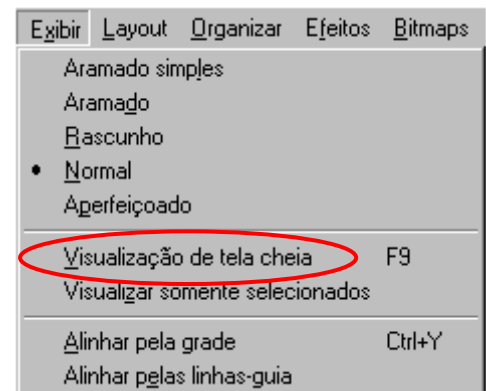 Exibir Layout Organizar Efeitos Bitmaps
Aramado simples
Aramado
Rascunho
Normal
Aperfeiçoado
Visualização de tela cheia F9
Visualizar somente selecionados
Alinhar pela grade Ctrl+Y
Alinhar pelas linhas-guia